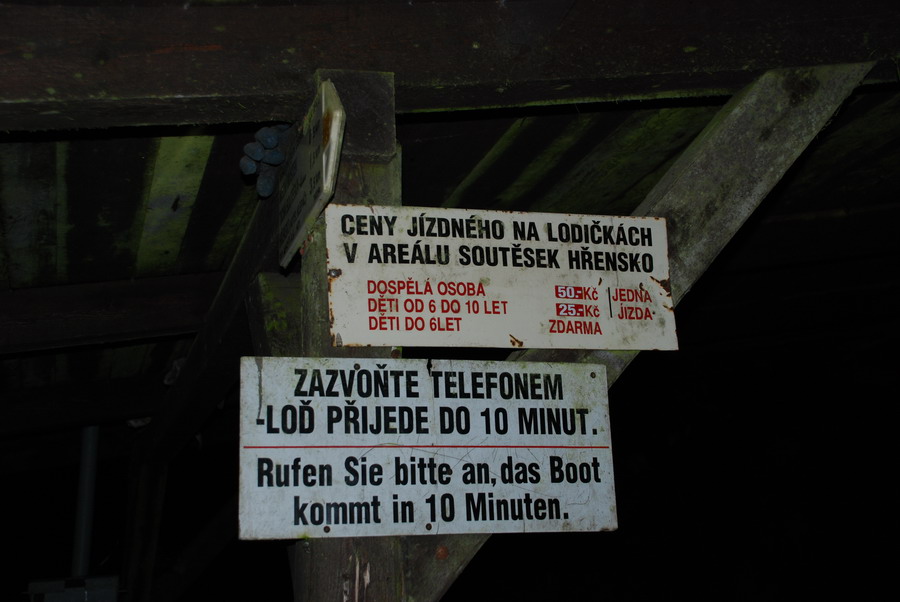 CENY JÍZDNÉHO NA LODIČKÁCH
V AREÁLU SOUTĚSEK HŘENSKO
DOSPĚLÁ OSOBA 50.-Kč JEDNA
DĚTI OD 6 DO 10 LET 25.-Kč JÍZDA
DĚTI DO 6LET ZDARMA
ZAZVOŇTE TELEFONEM
-LOĎ PŘIJEDE DO 10 MINUT.
Rufen Sie bitte an, das Boot
kommt in 10 Minuten.